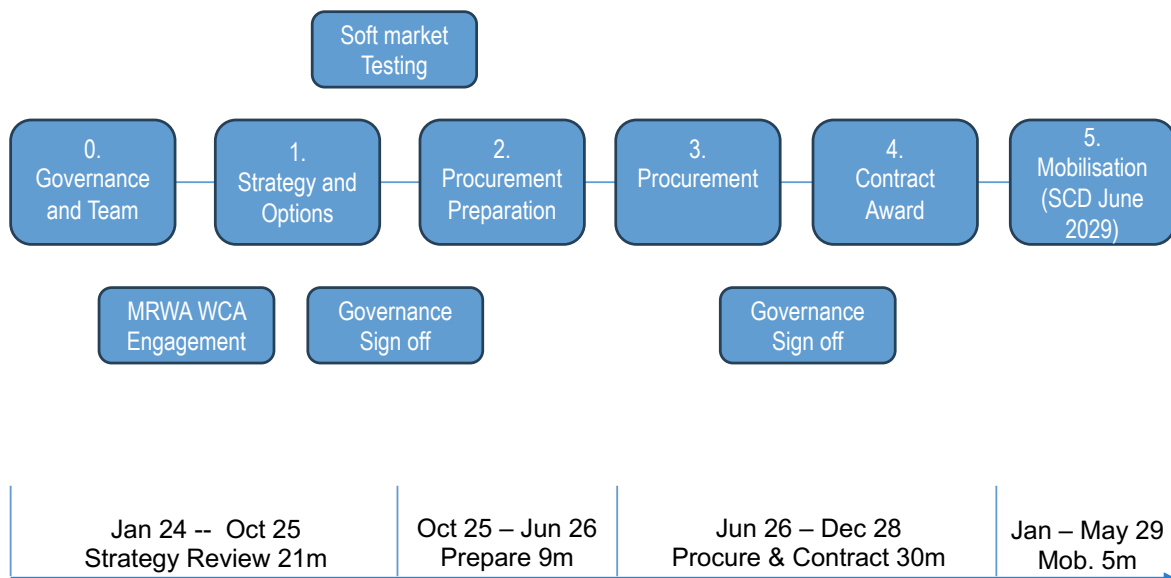 Soft market
Testing
0.
Governance
and Team
1.
Strategy and
Options
2.
Procurement
Preparation
3.
Procurement
4.
Contract
Award
5.
Mobilisation
(SCD June
2029)
MRWA WCA
Engagement
Governance
Sign off
Governance
Sign off
Jan 24 -- Oct 25
Strategy Review 21m
Oct 25 – Jun 26
Prepare 9m
Jun 26 – Dec 28
Procure & Contract 30m
Jan – May 29
Mob. 5m